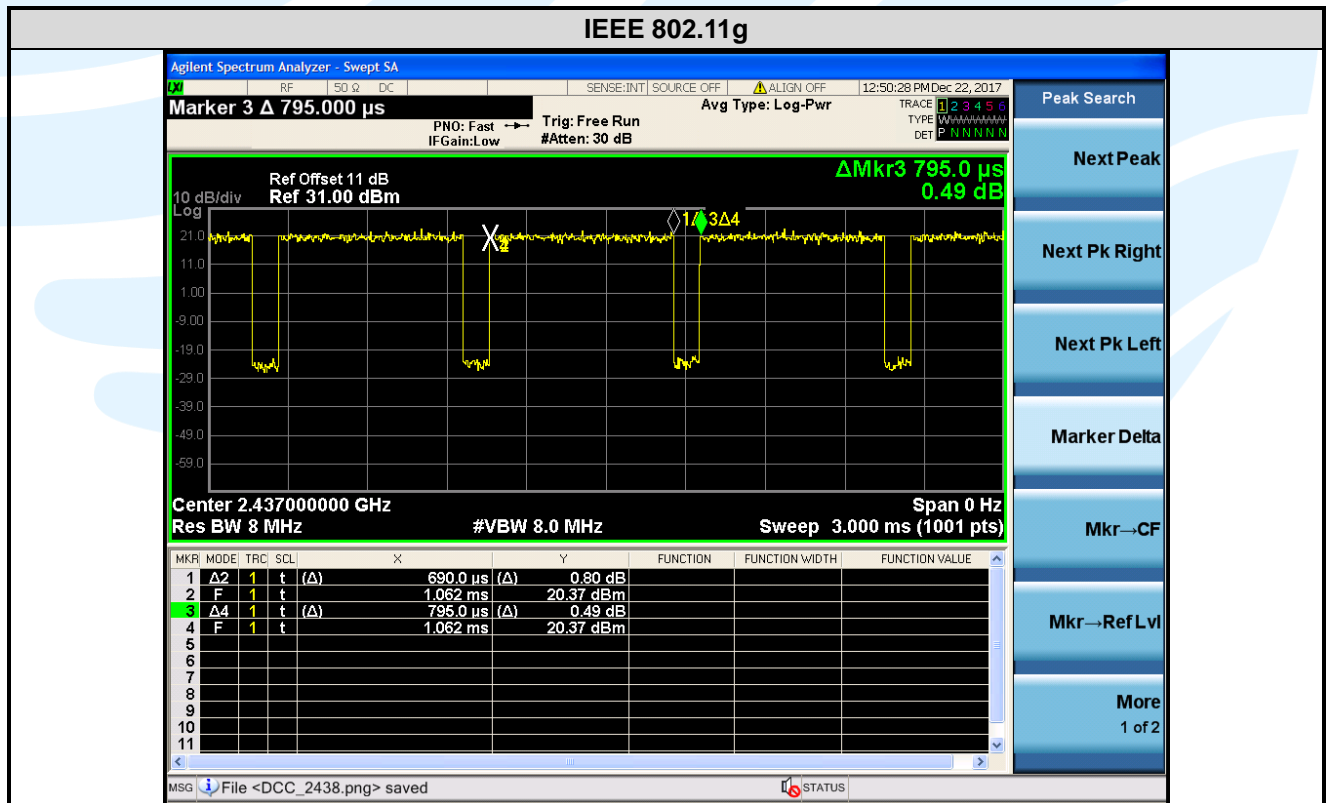 IEEE 802.11g
Agilent Spectrum Analyzer - Swept SA
LXI RF 50 Ω DC SENSE:INT SOURCE OFF ALIGN OFF 12:50:28 PM Dec 22, 2017
Marker 3 Δ 795.000 µs
PNO: Fast
IFGain:Low
Trig: Free Run
#Atten: 30 dB
Avg Type: Log-Pwr
TRACE 1 2 3 4 5 6
TYPE WWWWWW
DET P N N N N N
ΔMkr3 795.0 µs
0.49 dB
Ref Offset 11 dB
10 dB/div Ref 31.00 dBm
Log
21.0
11.0
1.00
-9.00
-19.0
-29.0
-39.0
-49.0
-59.0
3Δ4
Center 2.437000000 GHz Span 0 Hz
Res BW 8 MHz #VBW 8.0 MHz Sweep 3.000 ms (1001 pts)
MKR MODE TRC SCL X Y FUNCTION FUNCTION WIDTH FUNCTION VALUE
1 Δ2 1 t (Δ) 690.0 µs (Δ) 0.80 dB
2 F 1 t 1.062 ms 20.37 dBm
3 Δ4 1 t (Δ) 795.0 µs (Δ) 0.49 dB
4 F 1 t 1.062 ms 20.37 dBm
5
6
7
8
9
10
11
MSG File <DCC_2438.png> saved STATUS
Peak Search
Next Peak
Next Pk Right
Next Pk Left
Marker Delta
Mkr→CF
Mkr→Ref Lvl
More
1 of 2